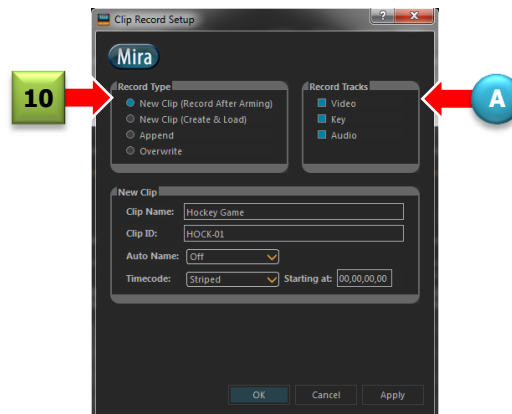 Clip Record Setup
Mira
Record Type
New Clip (Record After Arming)
New Clip (Create & Load)
Append
Overwrite
Record Tracks
Video
Key
Audio
10
A
New Clip
Clip Name: Hockey Game
Clip ID: HOCK-01
Auto Name: Off
Timecode: Striped Starting at: 00,00,00,00
OK Cancel Apply